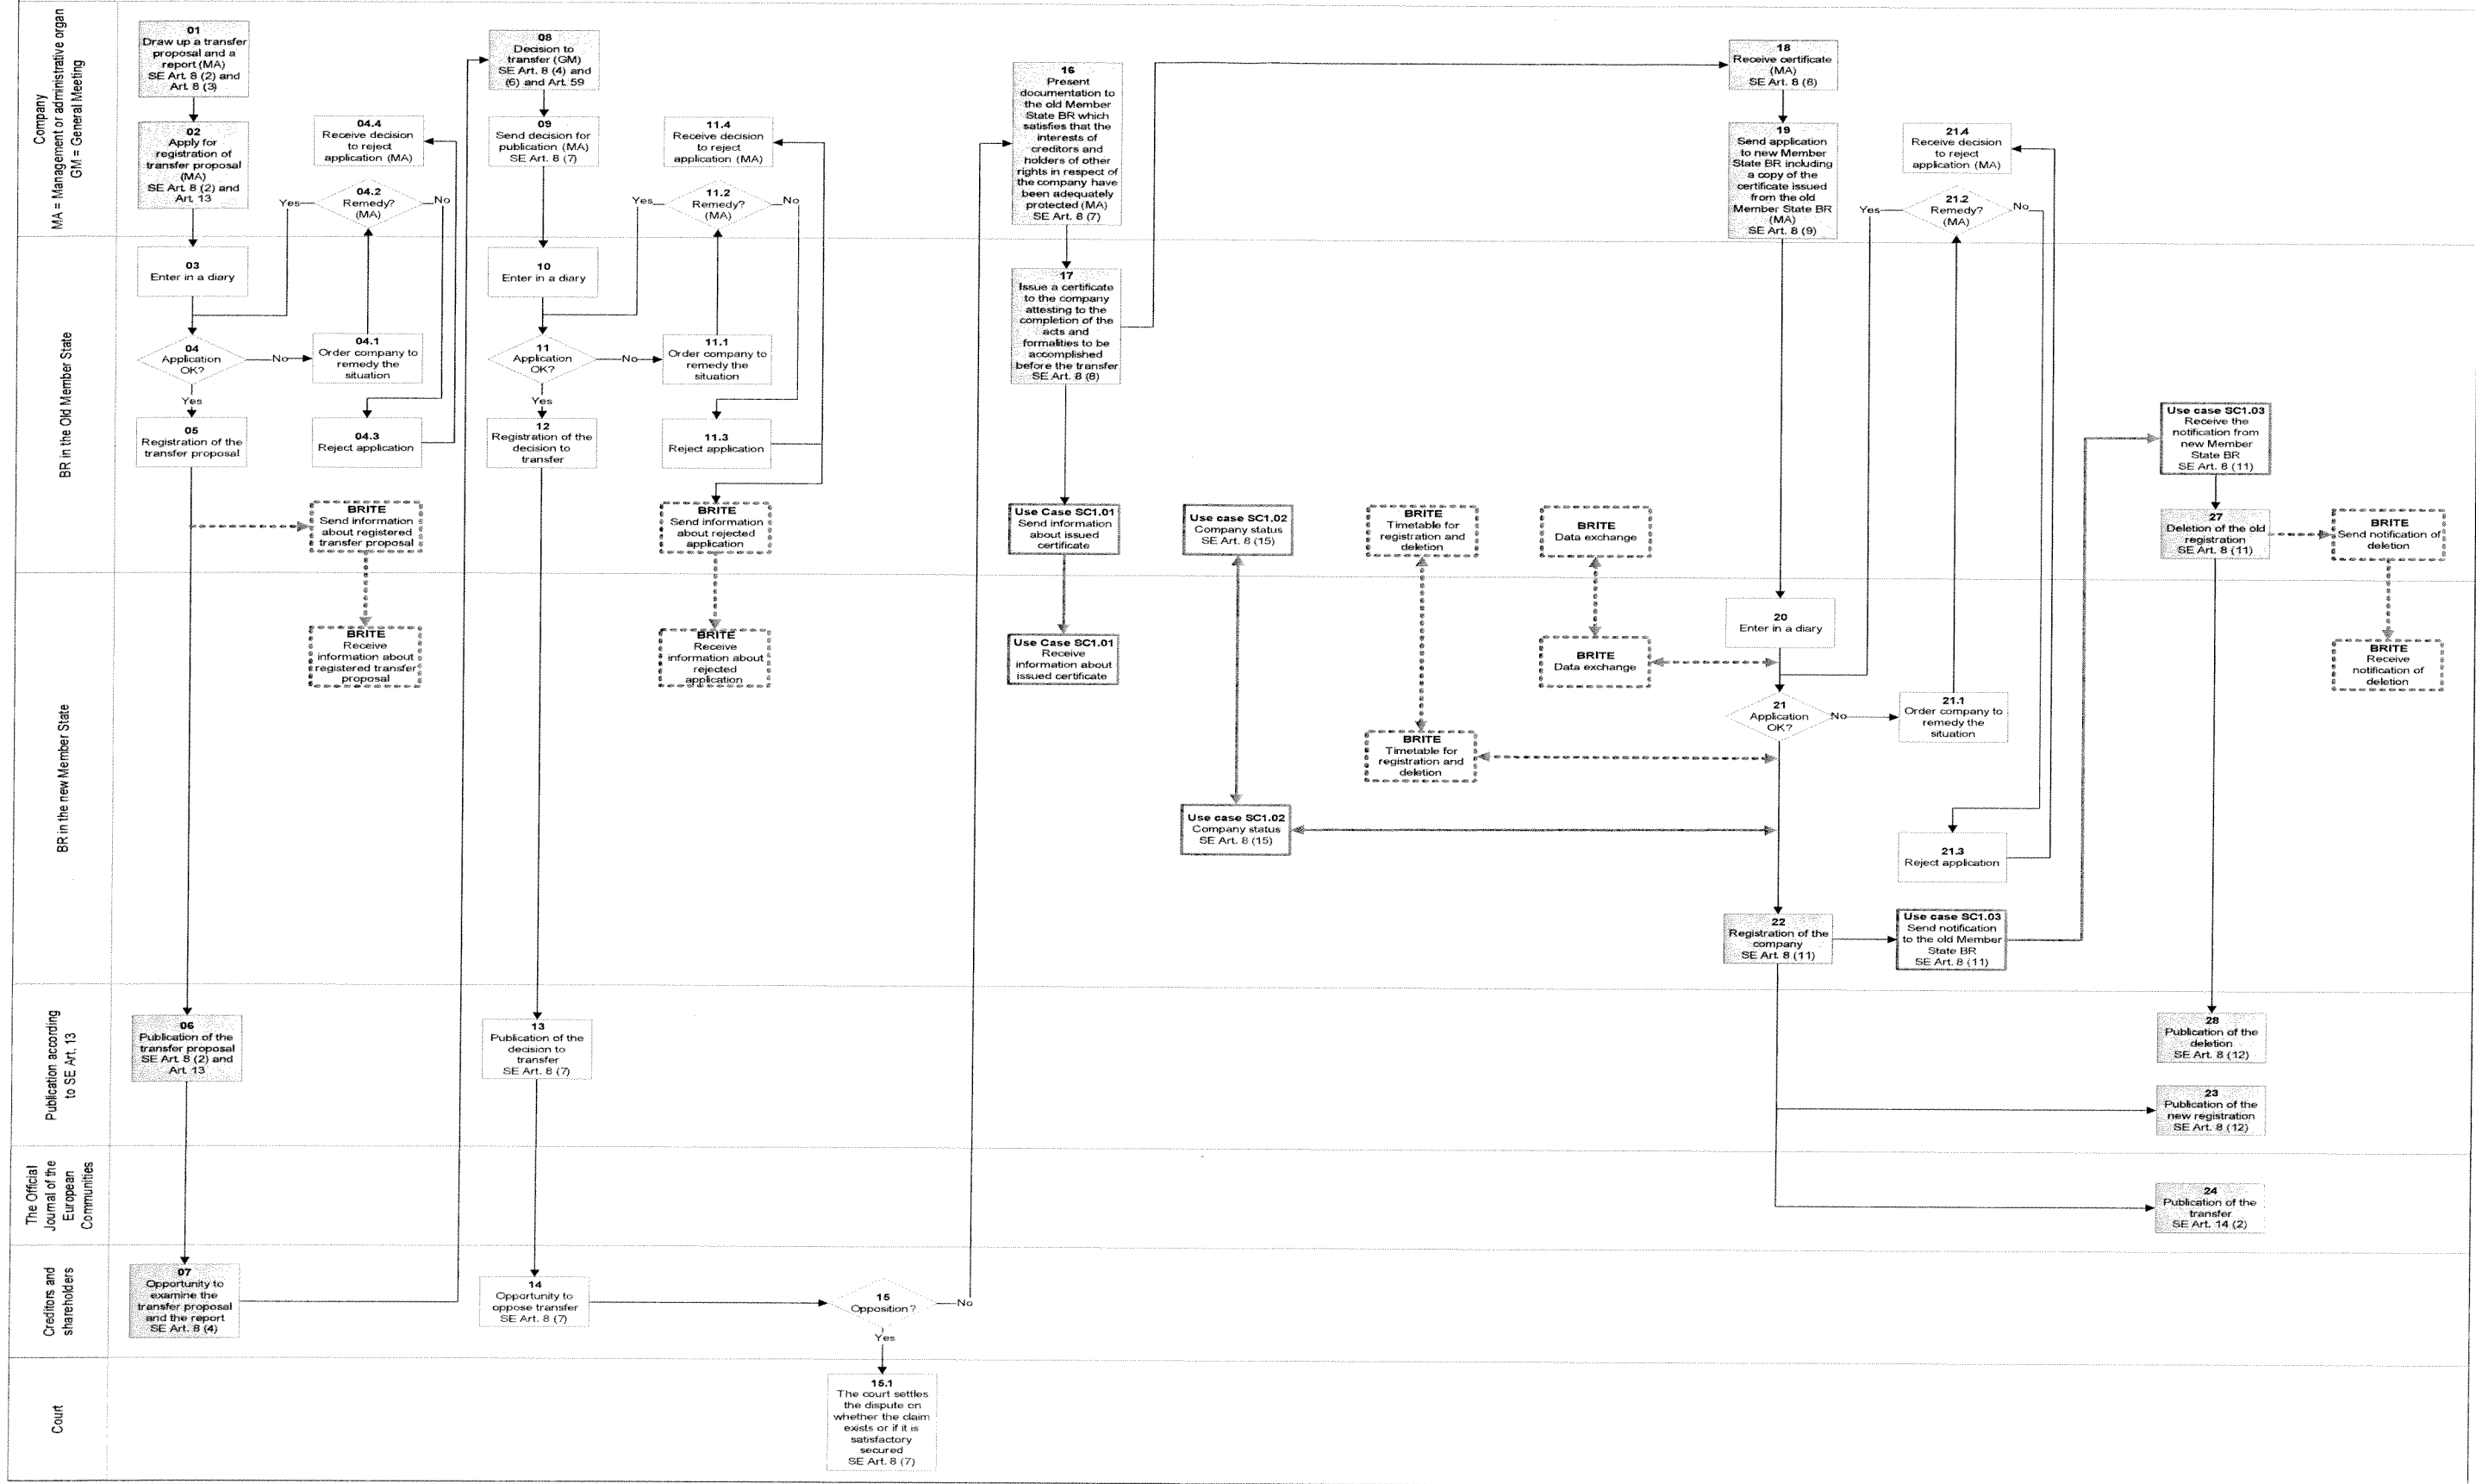 Company
MA = Management or administrative organ
GM = General Meeting
01
Draw up a transfer
proposal and a
report (MA)
SE Art. 8 (2) and
Art. 8 (3)
02
Apply for
registration of
transfer proposal
(MA)
SE Art. 8 (2) and
Art. 13
04.4
Receive decision
to reject
application (MA)
04.2
Remedy?
(MA)
Yes
No
08
Decision to
transfer (GM)
SE Art. 8 (4) and
(6) and Art. 59
09
Send decision for
publication (MA)
SE Art. 8 (7)
11.4
Receive decision
to reject
application (MA)
11.2
Remedy?
(MA)
Yes
No
16
Present
documentation to
the old Member
State BR which
satisfies that the
interests of
creditors and
holders of other
rights in respect of
the company have
been adequately
protected (MA)
SE Art. 8 (7)
18
Receive certificate
(MA)
SE Art. 8 (8)
19
Send application
to new Member
State BR including
a copy of the
certificate issued
from the old
Member State BR
(MA)
SE Art. 8 (9)
21.4
Receive decision
to reject
application (MA)
21.2
Remedy?
(MA)
Yes
No
BR in the Old Member State
03
Enter in a diary
04
Application
OK?
No
Yes
04.1
Order company to
remedy the
situation
05
Registration of the
transfer proposal
04.3
Reject application
BRITE
Send information
about registered
transfer proposal
10
Enter in a diary
11
Application
OK?
No
Yes
11.1
Order company to
remedy the
situation
12
Registration of the
decision to
transfer
11.3
Reject application
BRITE
Send information
about rejected
application
17
Issue a certificate
to the company
attesting to the
completion of the
acts and
formalities to be
accomplished
before the transfer
SE Art. 8 (8)
Use Case SC1.01
Send information
about issued
certificate
Use case SC1.02
Company status
SE Art. 8 (15)
BRITE
Timetable for
registration and
deletion
BRITE
Data exchange
Use case SC1.03
Receive the
notification from
new Member
State BR
SE Art. 8 (11)
27
Deletion of the old
registration
SE Art. 8 (11)
BRITE
Send notification of
deletion
BR in the new Member State
BRITE
Receive
information about
registered transfer
proposal
BRITE
Receive
information about
rejected
application
Use Case SC1.01
Receive
information about
issued certificate
Use case SC1.02
Company status
SE Art. 8 (15)
BRITE
Timetable for
registration and
deletion
BRITE
Data exchange
20
Enter in a diary
21
Application
OK?
No
21.1
Order company to
remedy the
situation
21.3
Reject application
22
Registration of the
company
SE Art. 8 (11)
Use case SC1.03
Send notification
to the old Member
State BR
SE Art. 8 (11)
BRITE
Receive
notification of
deletion
Publication according
to SE Art. 13
06
Publication of the
transfer proposal
SE Art. 8 (2) and
Art. 13
13
Publication of the
decision to
transfer
SE Art. 8 (7)
28
Publication of the
deletion
SE Art. 8 (12)
23
Publication of the
new registration
SE Art. 8 (12)
The Official
Journal of the
European
Communities
24
Publication of the
transfer
SE Art. 14 (2)
Creditors and
shareholders
07
Opportunity to
examine the
transfer proposal
and the report
SE Art. 8 (4)
14
Opportunity to
oppose transfer
SE Art. 8 (7)
15
Opposition?
No
Yes
Court
15.1
The court settles
the dispute on
whether the claim
exists or if it is
satisfactory
secured
SE Art. 8 (7)